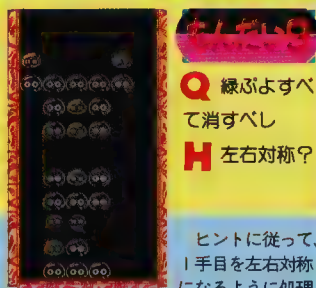 Q 緑ぷよすべ
て消すべし
H 左右対称？
ヒントに従って、
1手目を左右対称
になるように処理